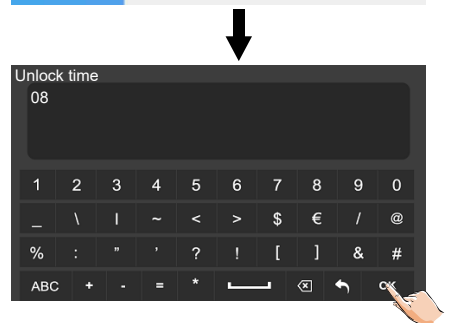 Unlock time
08
1 2 3 4 5 6 7 8 9 0
_ \ | ~ < > $ € / @
% : " ' ? ! [ ] & #
ABC + - = * OK